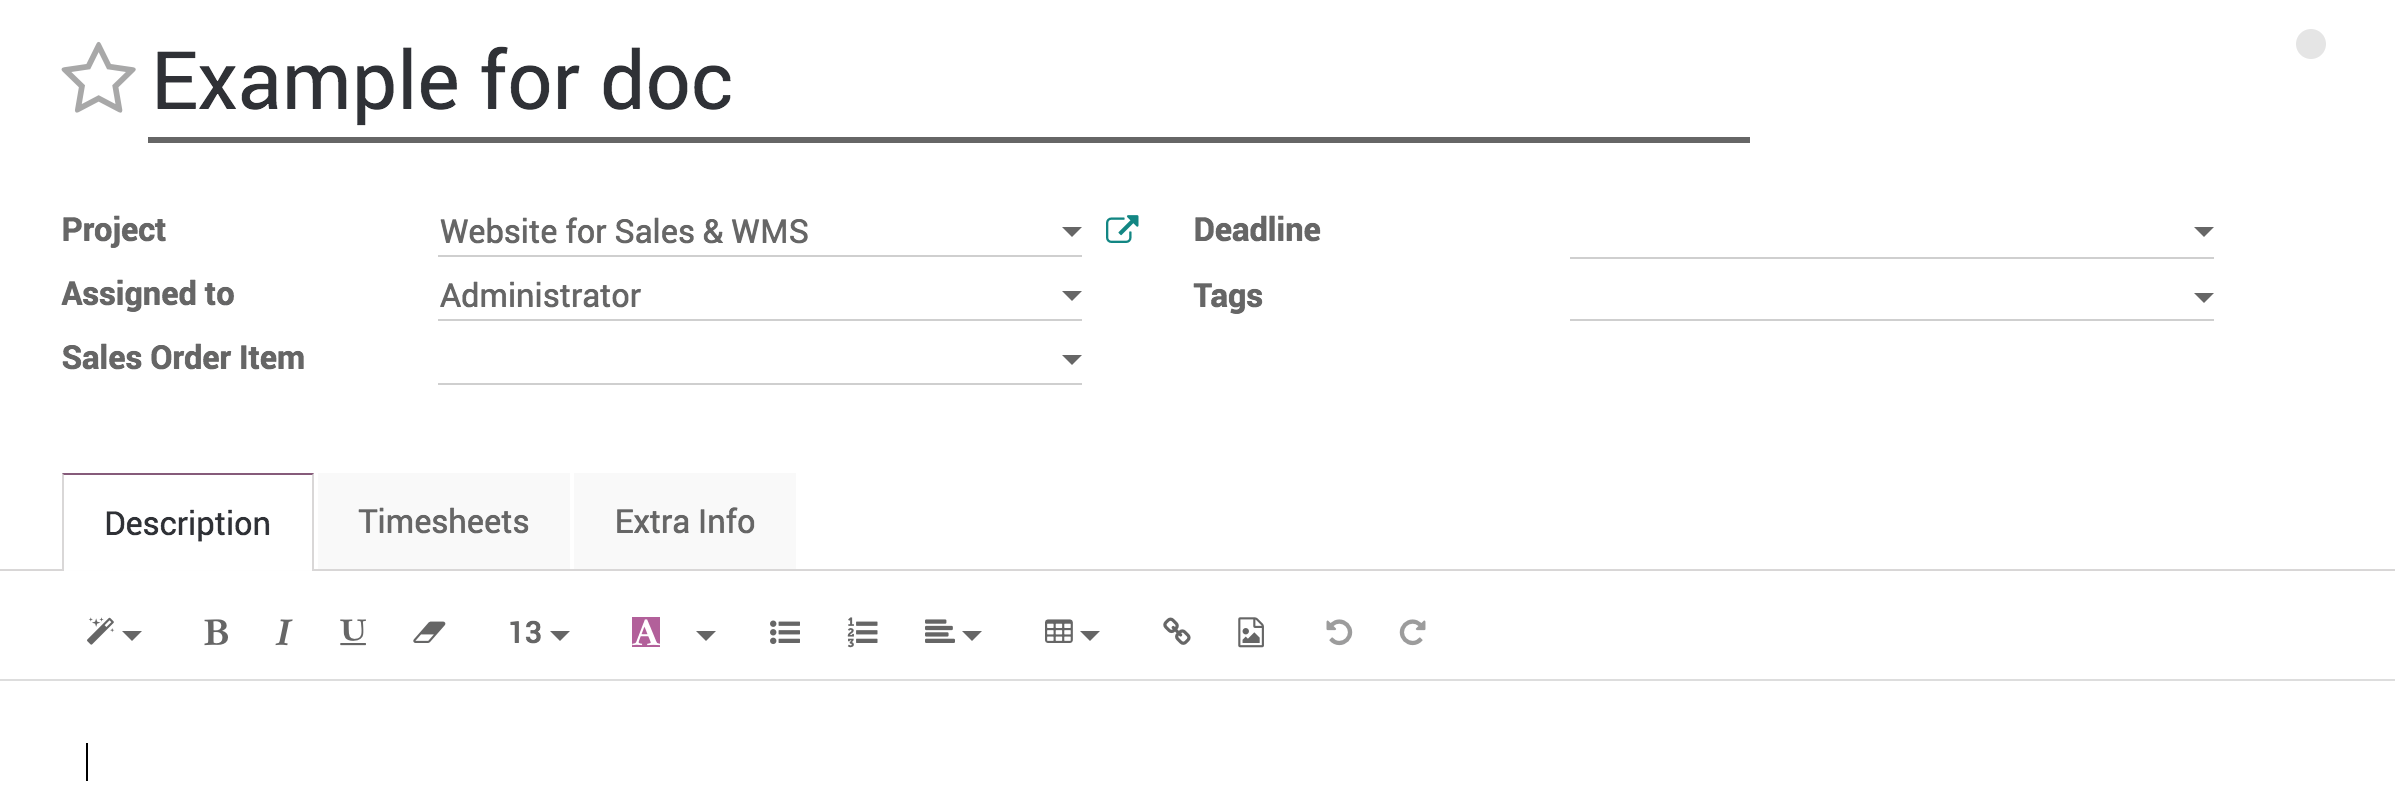 Example for doc
Project Website for Sales & WMS
Deadline
Assigned to Administrator
Tags
Sales Order Item
Description Timesheets Extra Info
B I U 13 A